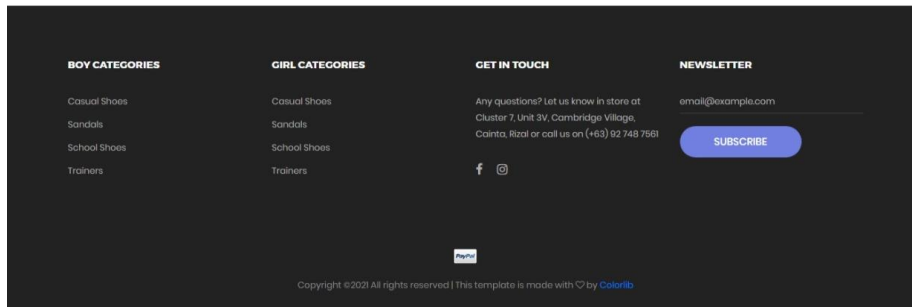 BOY CATEGORIES
Casual Shoes
Sandals
School Shoes
Trainers
GIRL CATEGORIES
Casual Shoes
Sandals
School Shoes
Trainers
GET IN TOUCH
Any questions? Let us know in store at
Cluster 7, Unit 3V, Cambridge Village,
Cainta, Rizal or call us on (+63) 92 748 7561
NEWSLETTER
email@example.com
SUBSCRIBE
PayPal
Copyright ©2021 All rights reserved | This template is made with ♡ by Colorlib